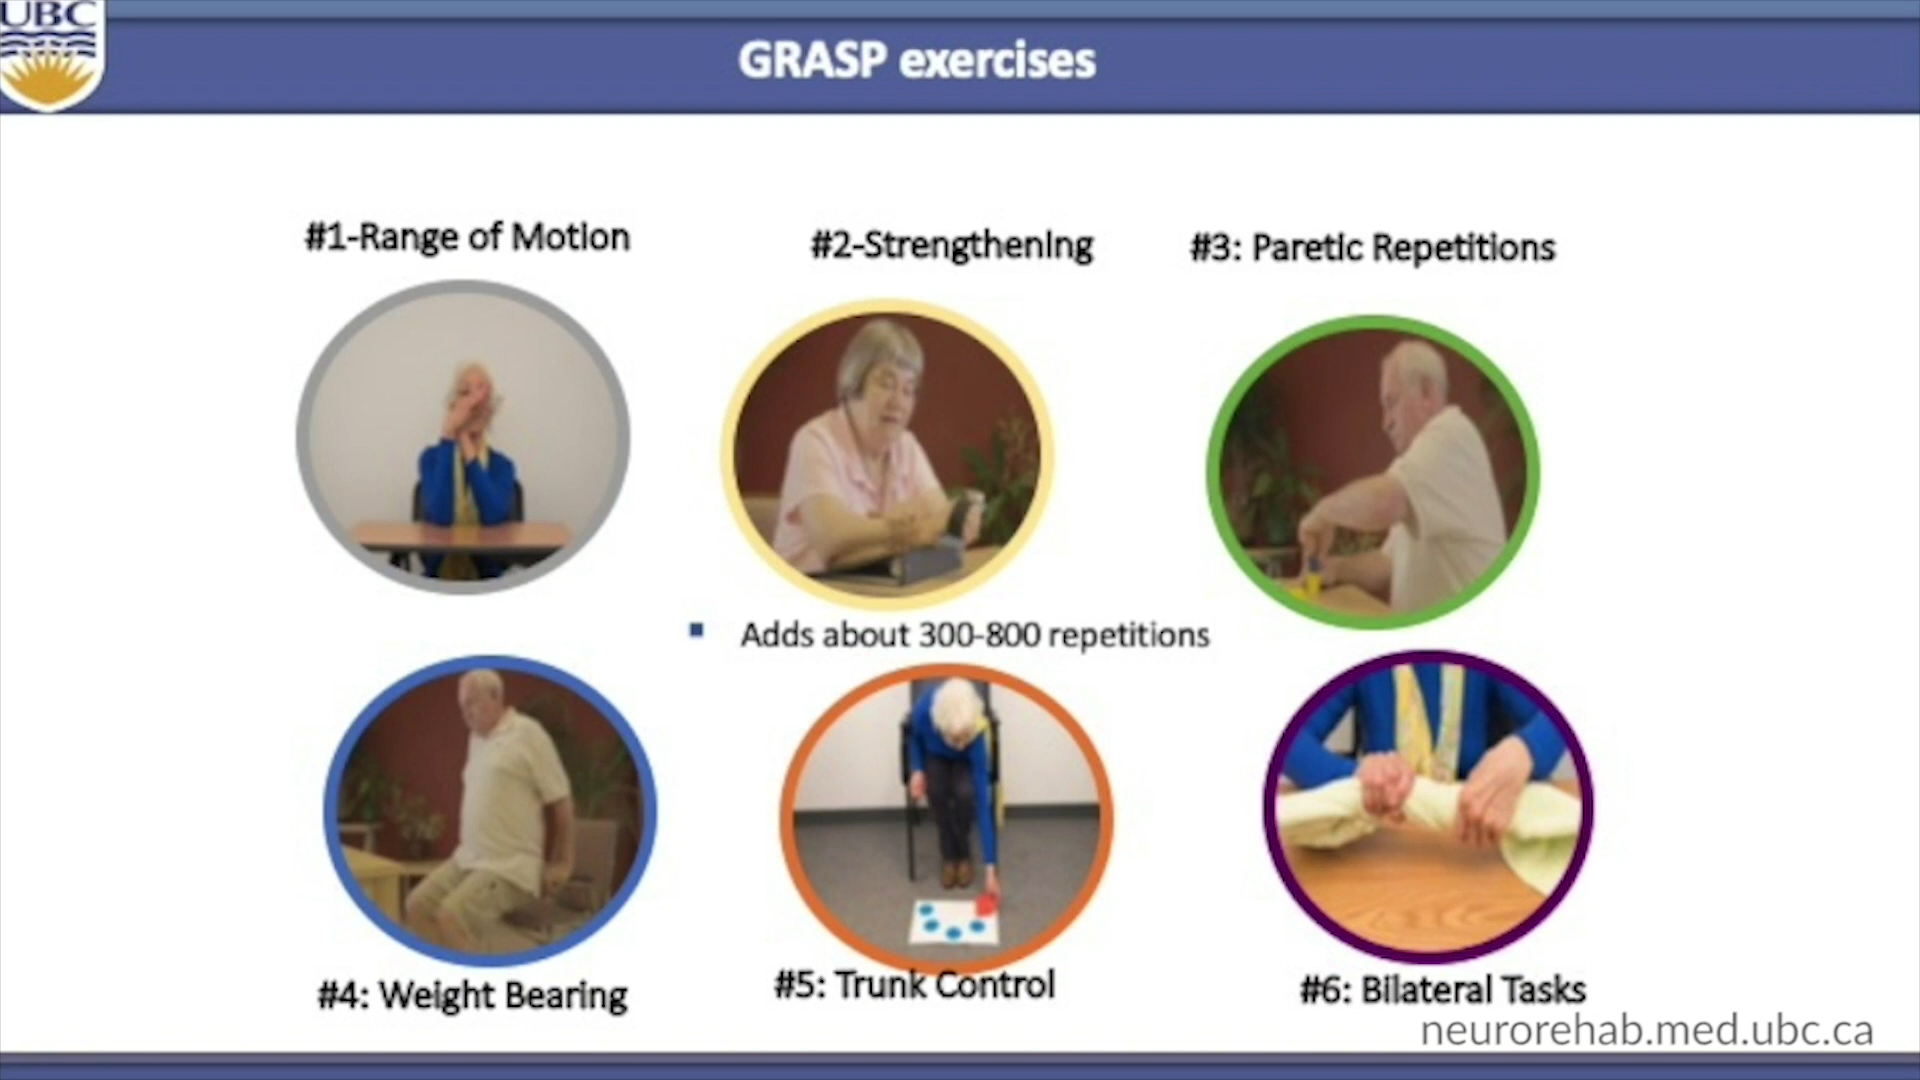 UBC
GRASP exercises
#1-Range of Motion
#2-Strengthening
#3: Paretic Repetitions
Adds about 300-800 repetitions
#4: Weight Bearing
#5: Trunk Control
#6: Bilateral Tasks
neurorehab.med.ubc.ca